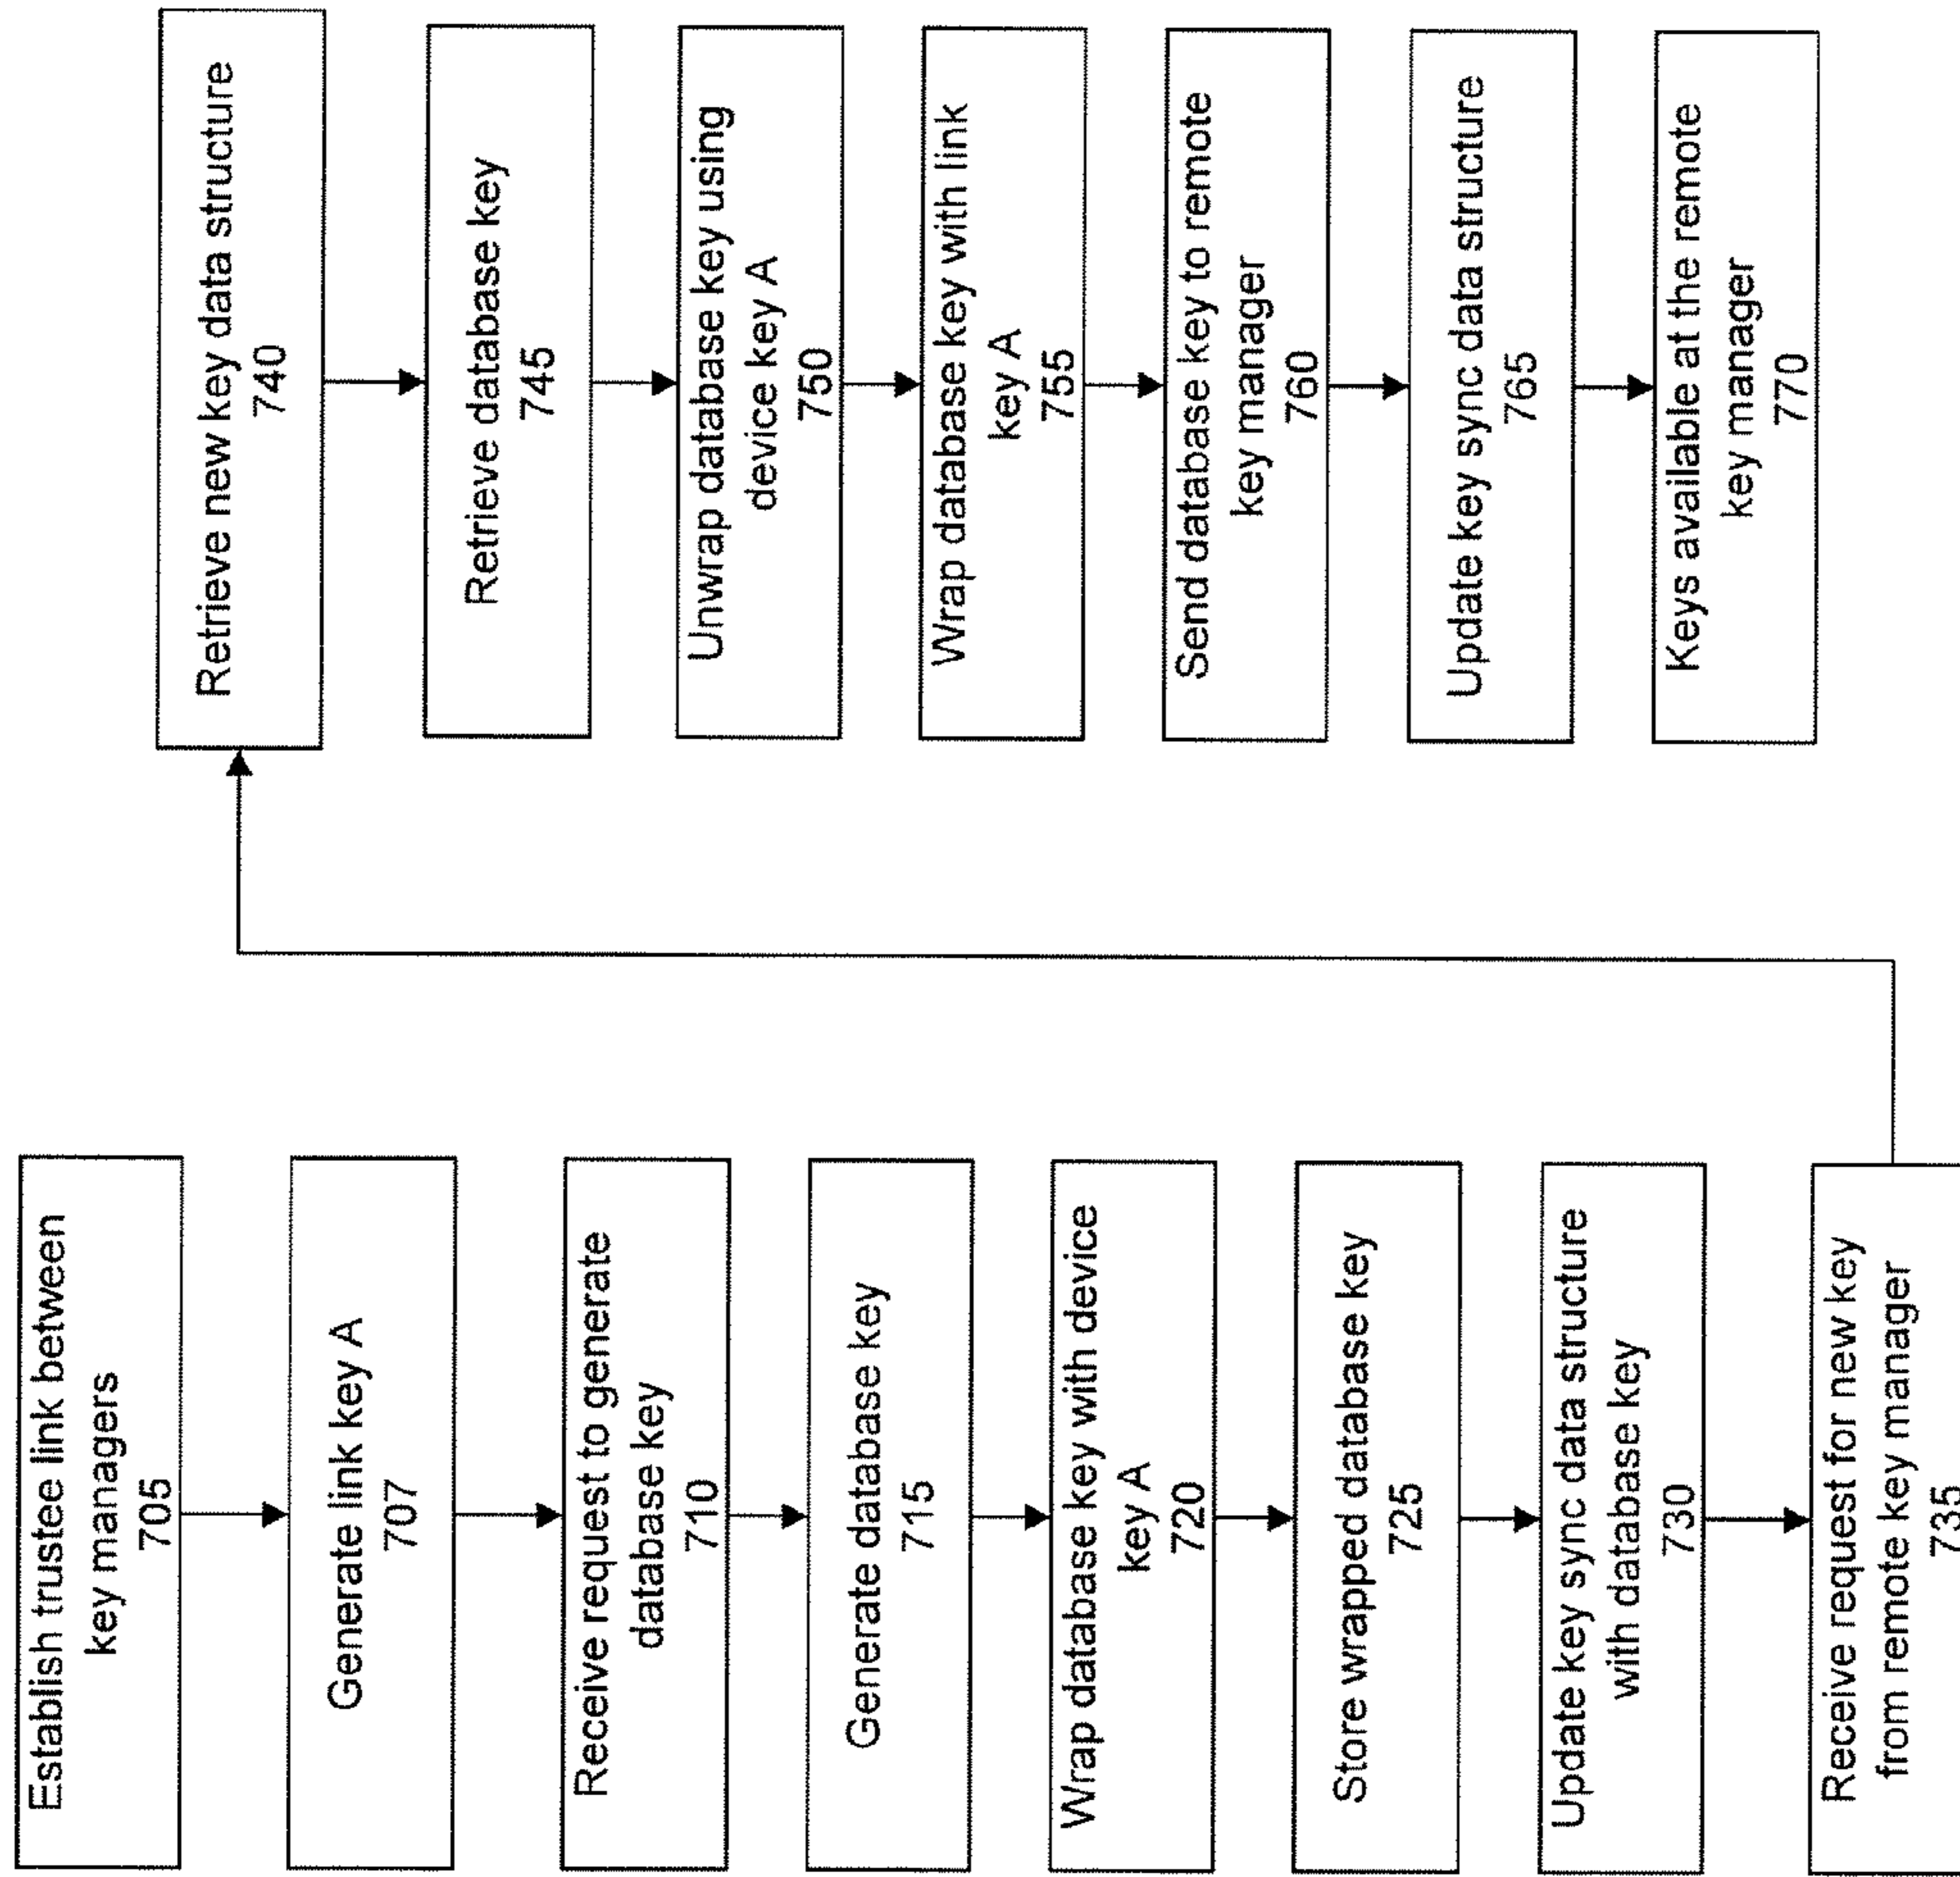 Establish trustee link between
key managers
705
Generate link key A
707
Receive request to generate
database key
710
Generate database key
715
Wrap database key with device
key A
720
Store wrapped database key
725
Update key sync data structure
with database key
730
Receive request for new key
from remote key manager
735
Retrieve new key data structure
740
Retrieve database key
745
Unwrap database key using
device key A
750
Wrap database key with link
key A
755
Send database key to remote
key manager
760
Update key sync data structure
765
Keys available at the remote
key manager
770